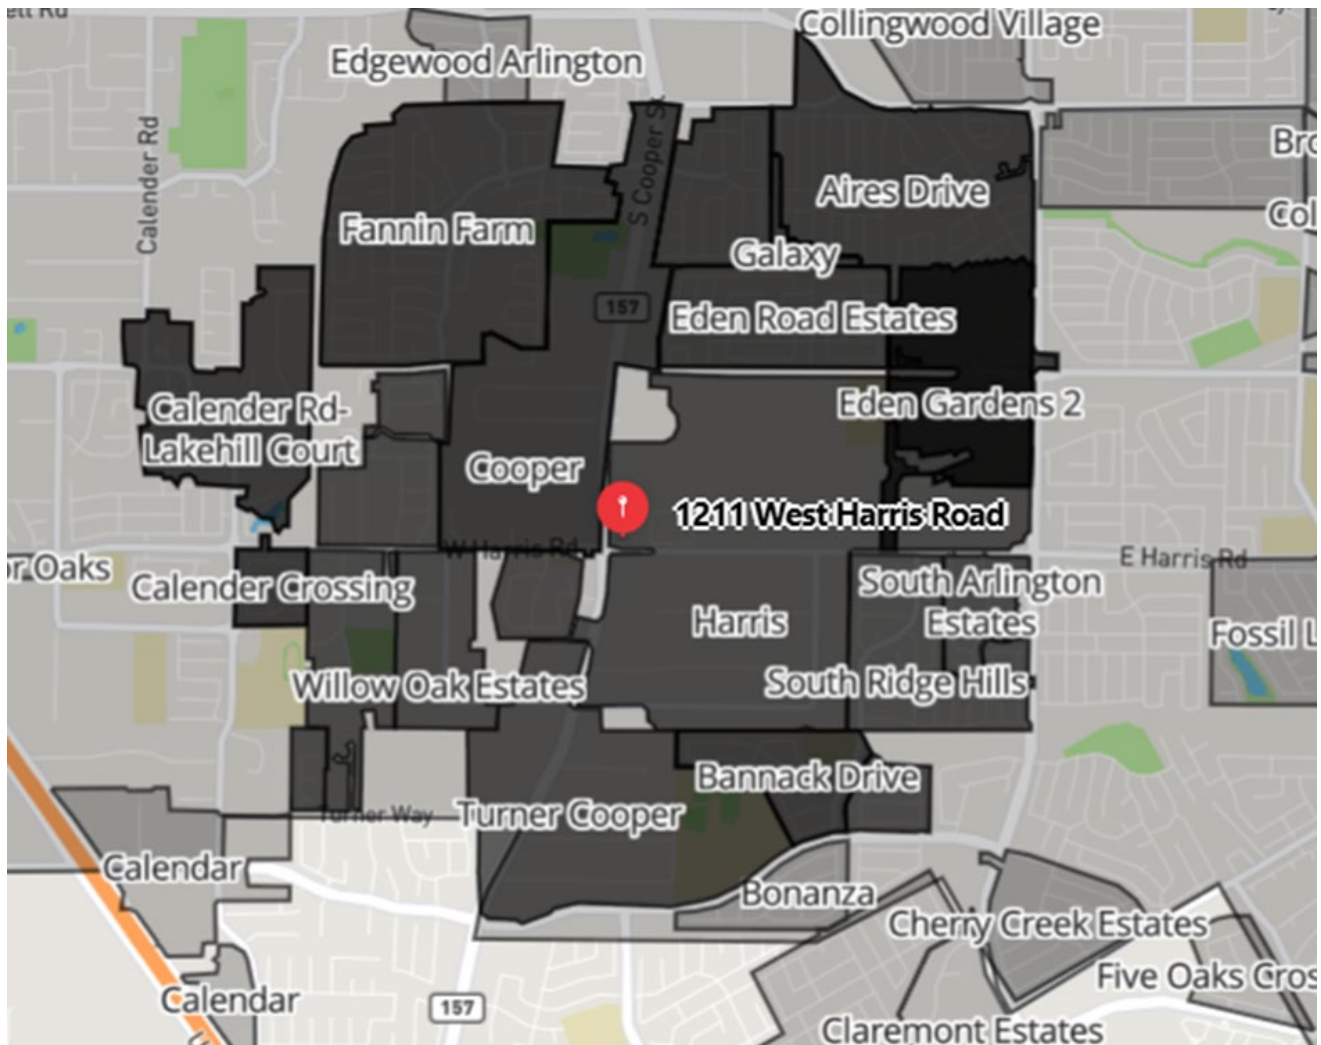 Collingwood Village
Edgewood Arlington
Calender Rd
S Cooper St
Aires Drive
Fannin Farm
Galaxy
157
Eden Road Estates
Calender Rd-
Lakehill Court
Eden Gardens 2
Cooper
1211 West Harris Road
W Harris Rd
E Harris Rd
Calender Crossing
South Arlington
Estates
Harris
Fossil L
Willow Oak Estates
South Ridge Hills
Bannack Drive
Turner Way
Turner Cooper
Calendar
Bonanza
Cherry Creek Estates
Five Oaks Cros
Calendar
157
Claremont Estates
Bro
Col
r Oaks